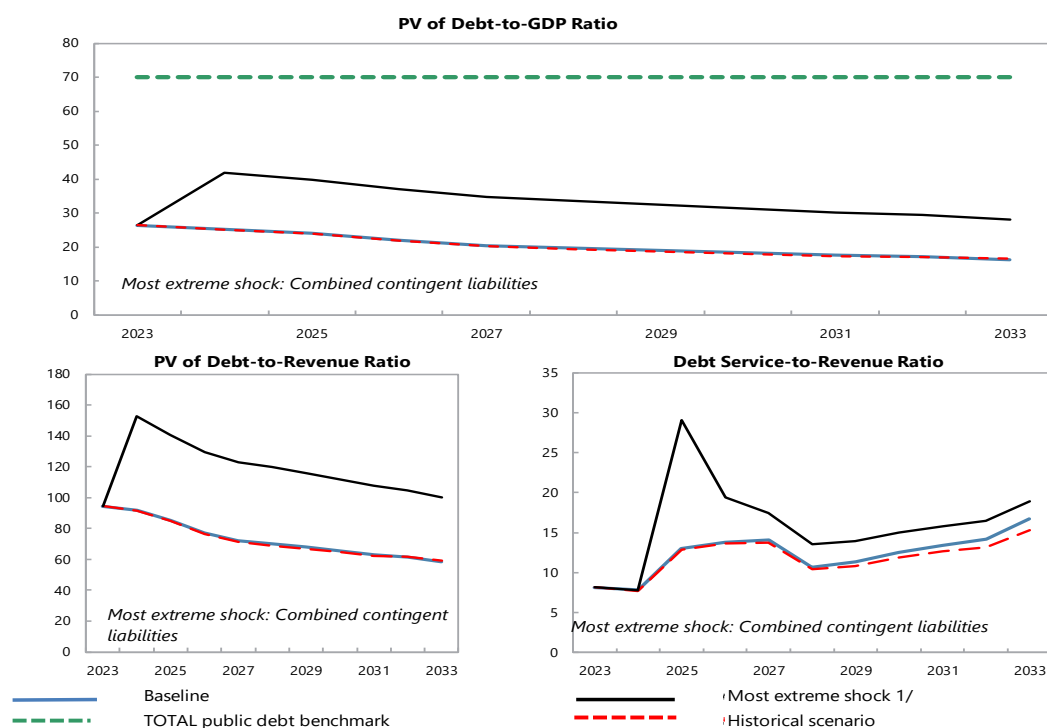 PV of Debt-to-GDP Ratio
80
70
60
50
40
30
20
10
0
Most extreme shock: Combined contingent liabilities
2023 2025 2027 2029 2031 2033
PV of Debt-to-Revenue Ratio
180
160
140
120
100
80
60
40
20
0
Most extreme shock: Combined contingent
liabilities
2023 2025 2027 2029 2031 2033
Debt Service-to-Revenue Ratio
35
30
25
20
15
10
5
0
Most extreme shock: Combined contingent liabilities
2023 2025 2027 2029 2031 2033
Baseline
TOTAL public debt benchmark
Most extreme shock 1/
Historical scenario